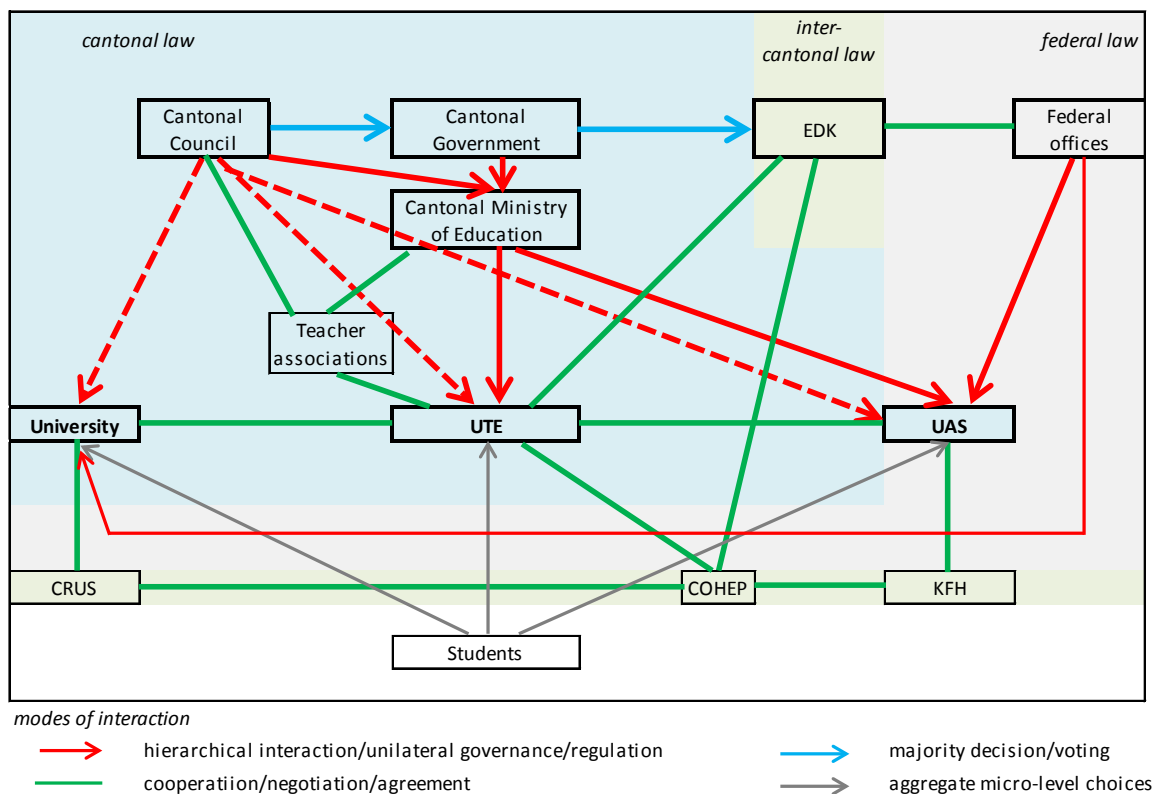 cantonal law
inter-
cantonal law
federal law
Cantonal
Council
Cantonal
Government
EDK
Federal
offices
Cantonal Ministry
of Education
Teacher
associations
University
UTE
UAS
CRUS
COHEP
KFH
Students
modes of interaction
hierarchical interaction/unilateral governance/regulation
majority decision/voting
cooperatiion/negotiation/agreement
aggregate micro-level choices